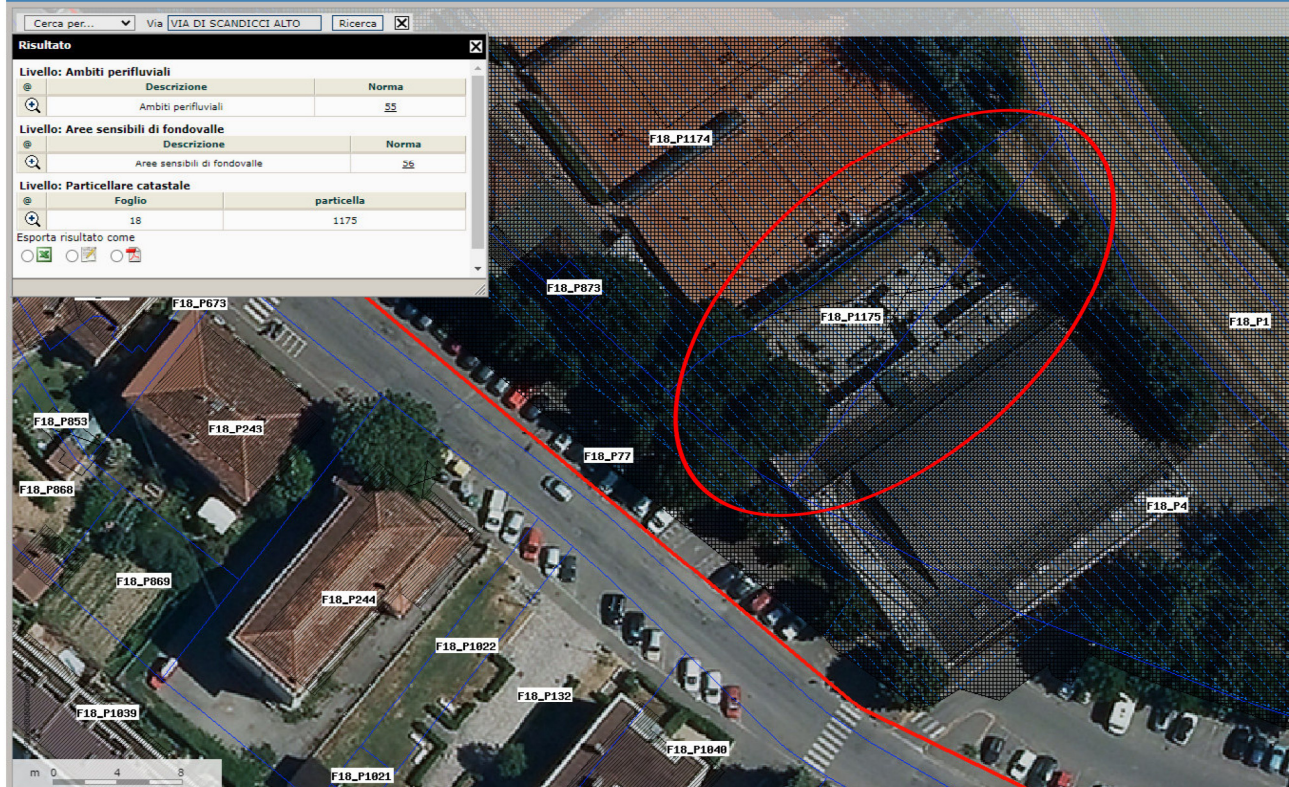 Cerca per... Via VIA DI SCANDICCI ALTO Ricerca
Risultato
Livello: Ambiti perifluviali
@ Descrizione Norma
Ambiti perifluviali 55
Livello: Aree sensibili di fondovalle
@ Descrizione Norma
Aree sensibili di fondovalle 56
Livello: Particellare catastale
@ Foglio particella
18 1175
Esporta risultato come
F18_P1174
F18_P873
F18_P673
F18_P1175
F18_P1
F18_P853
F18_P243
F18_P77
F18_P868
F18_P4
F18_P869
F18_P244
F18_P1022
F18_P132
F18_P1039
F18_P1040
F18_P1021
m 0 4 8